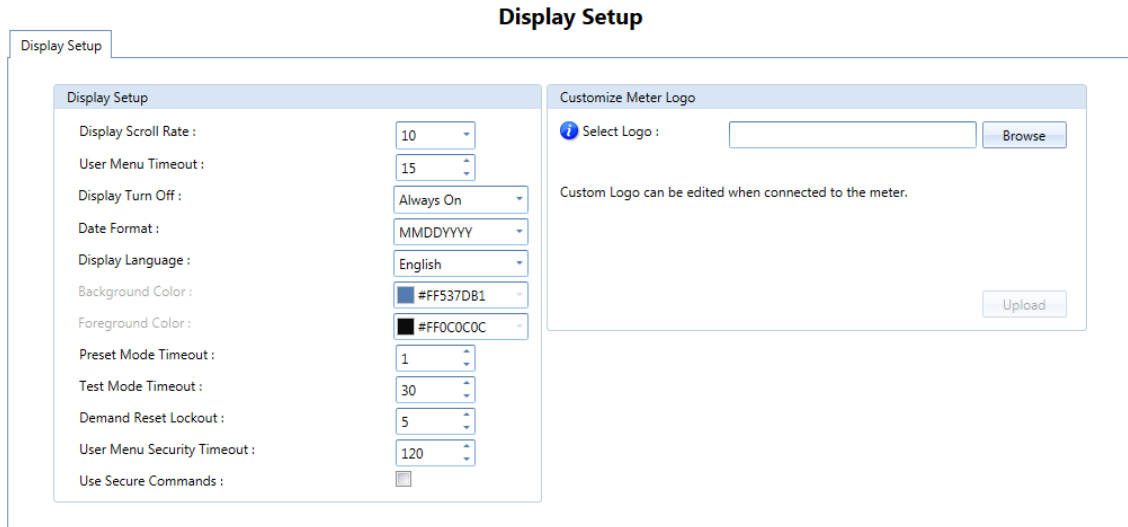 Display Setup
Display Setup
Display Setup
Display Scroll Rate : 10
User Menu Timeout : 15
Display Turn Off : Always On
Date Format : MMDDYYYY
Display Language : English
Background Color : #FF537DB1
Foreground Color : #FF0C0C0C
Preset Mode Timeout : 1
Test Mode Timeout : 30
Demand Reset Lockout : 5
User Menu Security Timeout : 120
Use Secure Commands :
Customize Meter Logo
i Select Logo : Browse
Custom Logo can be edited when connected to the meter.
Upload